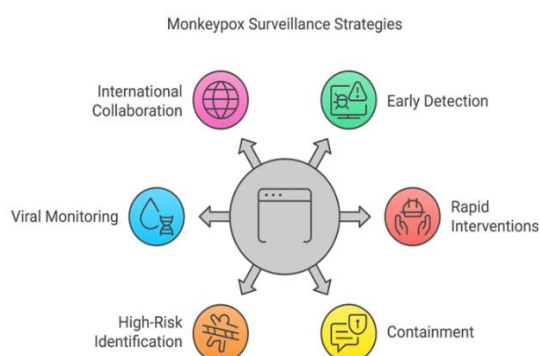 Monkeypox Surveillance Strategies
International
Collaboration
Early Detection
Viral Monitoring
Rapid
Interventions
High-Risk
Identification
Containment